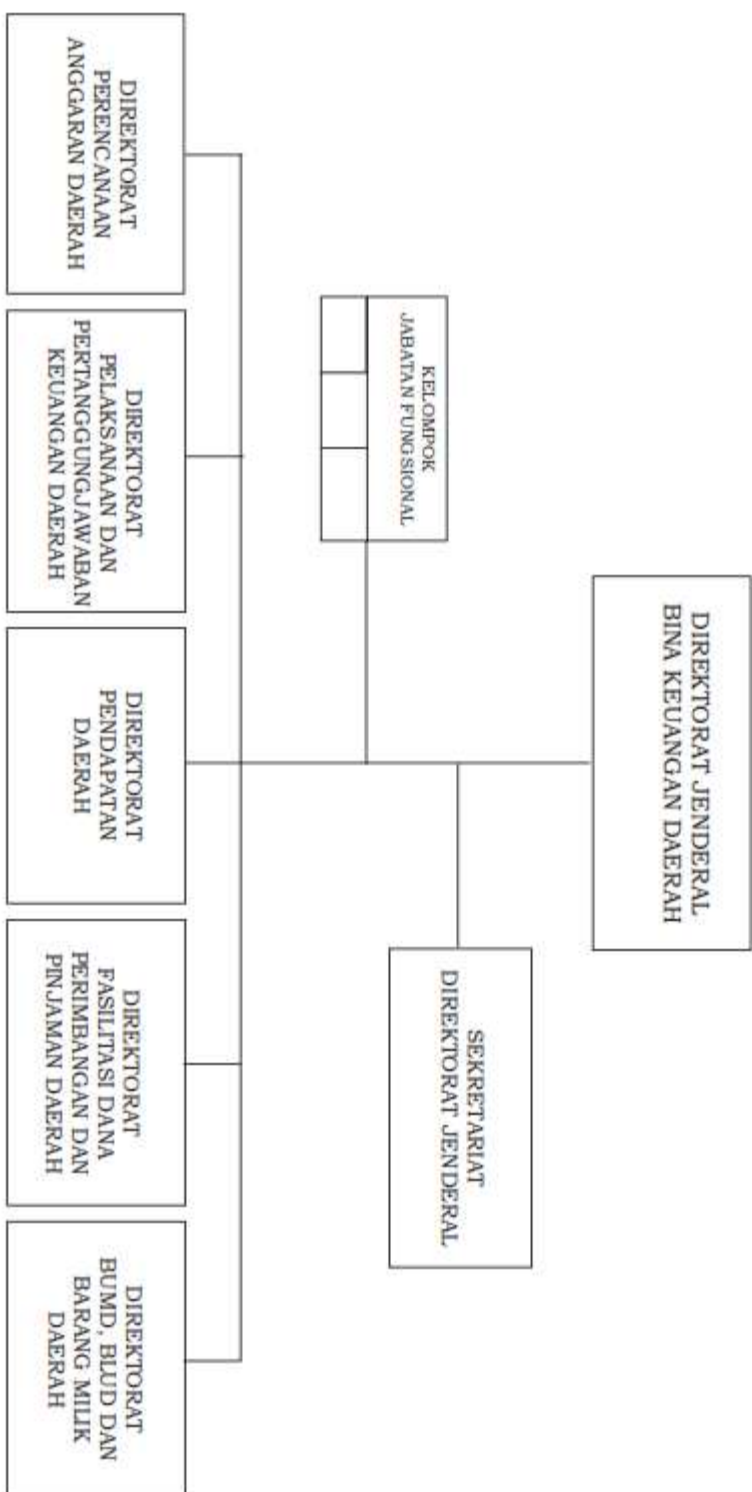 DIREKTORAT JENDERAL
BINA KEUANGAN DAERAH
SEKRETARIAT
DIREKTORAT JENDERAL
KELOMPOK
JABATAN FUNGSIONAL
DIREKTORAT
PERENCANAAN
ANGGARAN DAERAH
DIREKTORAT
PELAKSANAAN DAN
PERTANGGUNGJAWABAN
KEUANGAN DAERAH
DIREKTORAT
PENDAPATAN
DAERAH
DIREKTORAT
FASILITASI DANA
PERIMBANGAN DAN
PINJAMAN DAERAH
DIREKTORAT
BUMD, BLUD DAN
BARANG MILIK
DAERAH